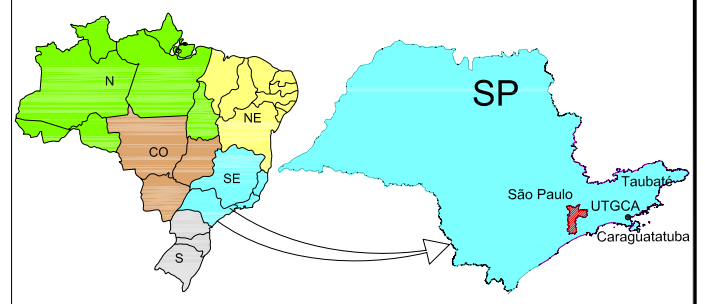 N
NE
CO
SE
S
SP
Taubaté
São Paulo
UTGCA
Caraguatatuba